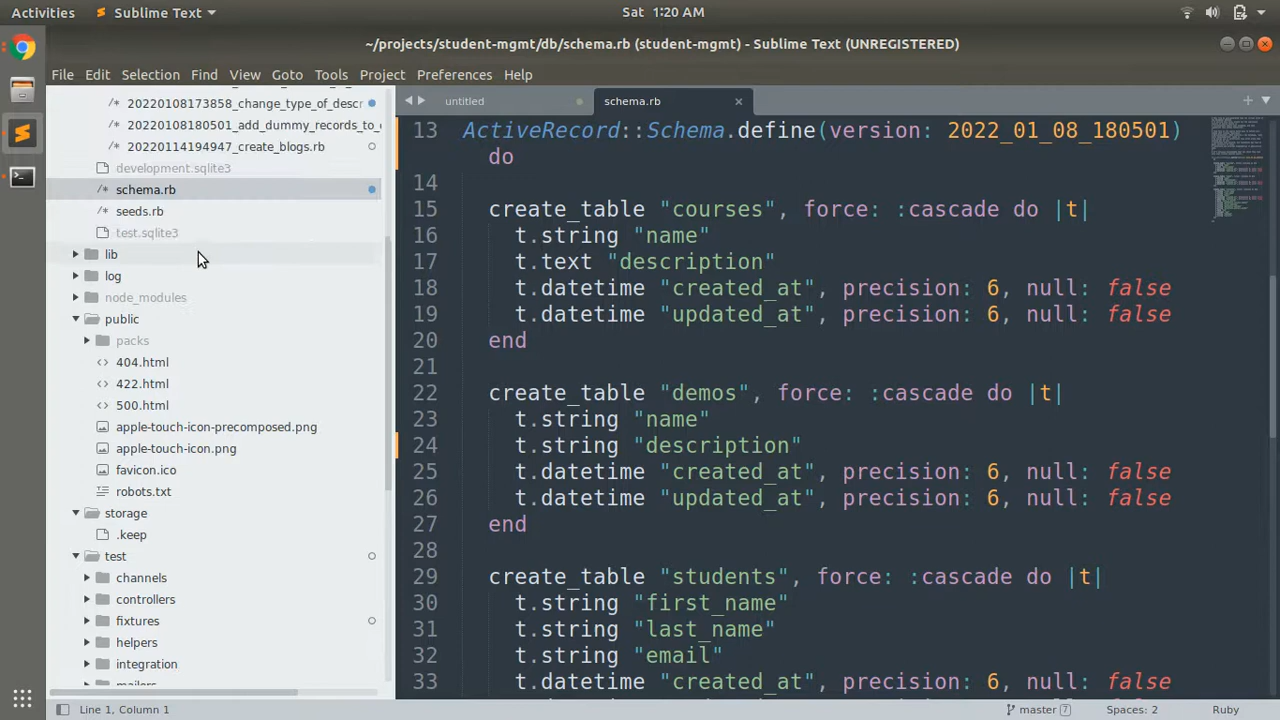 Activities
Sublime Text
Sat 1:20 AM
~/projects/student-mgmt/db/schema.rb (student-mgmt) - Sublime Text (UNREGISTERED)
File Edit Selection Find View Goto Tools Project Preferences Help
/* 20220108173858_change_type_of_descr
/* 20220108180501_add_dummy_records_to_
/* 20220114194947_create_blogs.rb
development.sqlite3
/* schema.rb
/* seeds.rb
test.sqlite3
lib
log
node_modules
public
packs
<> 404.html
<> 422.html
<> 500.html
apple-touch-icon-precomposed.png
apple-touch-icon.png
favicon.ico
robots.txt
storage
.keep
test
channels
controllers
fixtures
helpers
integration
untitled
schema.rb
13 ActiveRecord::Schema.define(version: 2022_01_08_180501)
do
14
15 create_table "courses", force: :cascade do |t|
16 t.string "name"
17 t.text "description"
18 t.datetime "created_at", precision: 6, null: false
19 t.datetime "updated_at", precision: 6, null: false
20 end
21
22 create_table "demos", force: :cascade do |t|
23 t.string "name"
24 t.string "description"
25 t.datetime "created_at", precision: 6, null: false
26 t.datetime "updated_at", precision: 6, null: false
27 end
28
29 create_table "students", force: :cascade do |t|
30 t.string "first_name"
31 t.string "last_name"
32 t.string "email"
33 t.datetime "created_at", precision: 6, null: false
Line 1, Column 1
master 7
Spaces: 2
Ruby